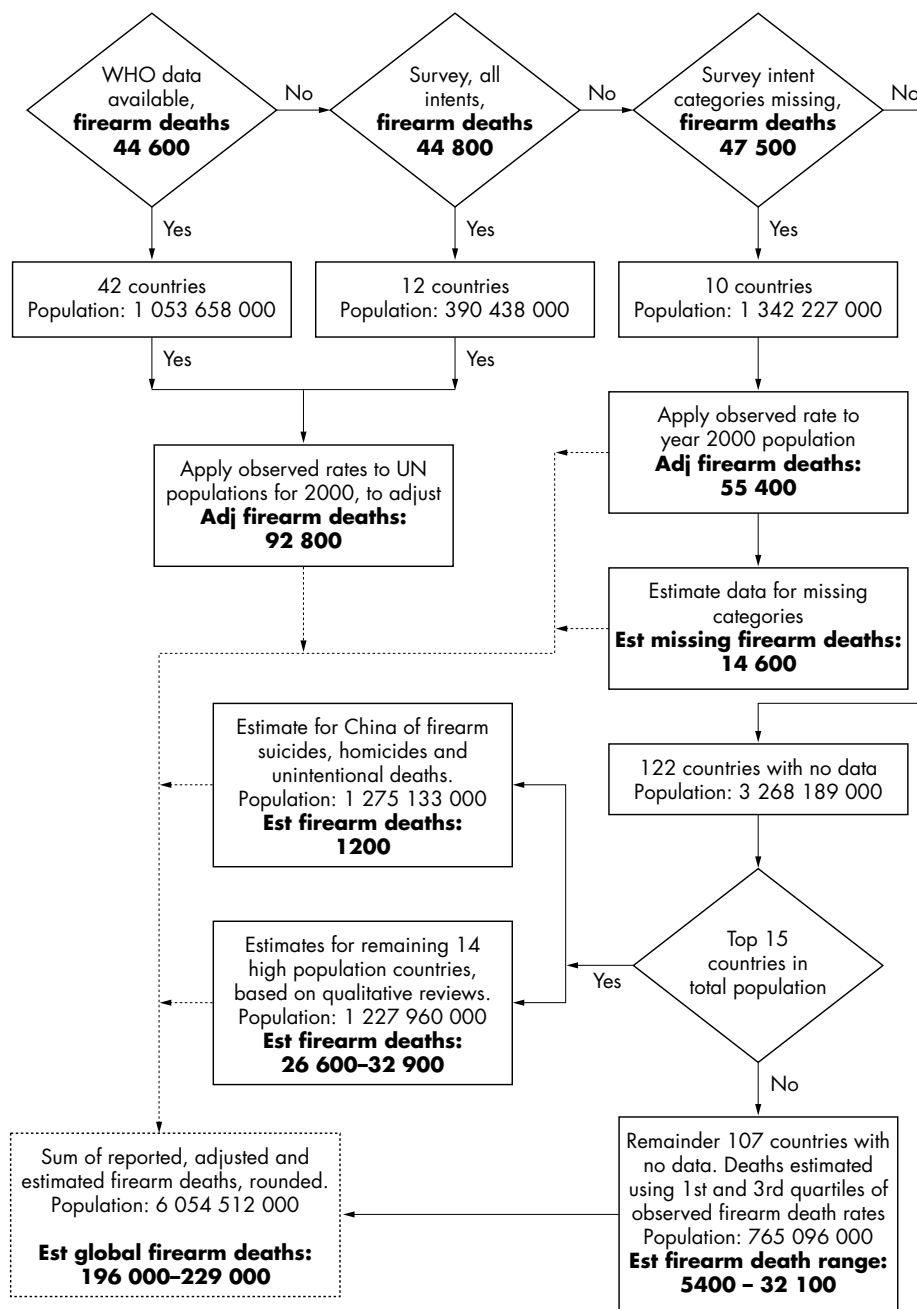 WHO data
available,
firearm deaths
44 600
No
Survey, all
intents,
firearm deaths
44 800
No
Survey intent
categories missing,
firearm deaths
47 500
No
Yes
Yes
Yes
42 countries
Population: 1 053 658 000
12 countries
Population: 390 438 000
10 countries
Population: 1 342 227 000
Yes
Yes
Apply observed rates to UN
populations for 2000, to adjust
Adj firearm deaths:
92 800
Apply observed rate to
year 2000 population
Adj firearm deaths:
55 400
Estimate data for missing
categories
Est missing firearm deaths:
14 600
Estimate for China of firearm
suicides, homicides and
unintentional deaths.
Population: 1 275 133 000
Est firearm deaths:
1200
122 countries with no data
Population: 3 268 189 000
Top 15
countries in
total population
Yes
Estimates for remaining 14
high population countries,
based on qualitative reviews.
Population: 1 227 960 000
Est firearm deaths:
26 600–32 900
No
Sum of reported, adjusted and
estimated firearm deaths, rounded.
Population: 6 054 512 000
Est global firearm deaths:
196 000–229 000
Remainder 107 countries with
no data. Deaths estimated
using 1st and 3rd quartiles of
observed firearm death rates
Population: 765 096 000
Est firearm death range:
5400 – 32 100